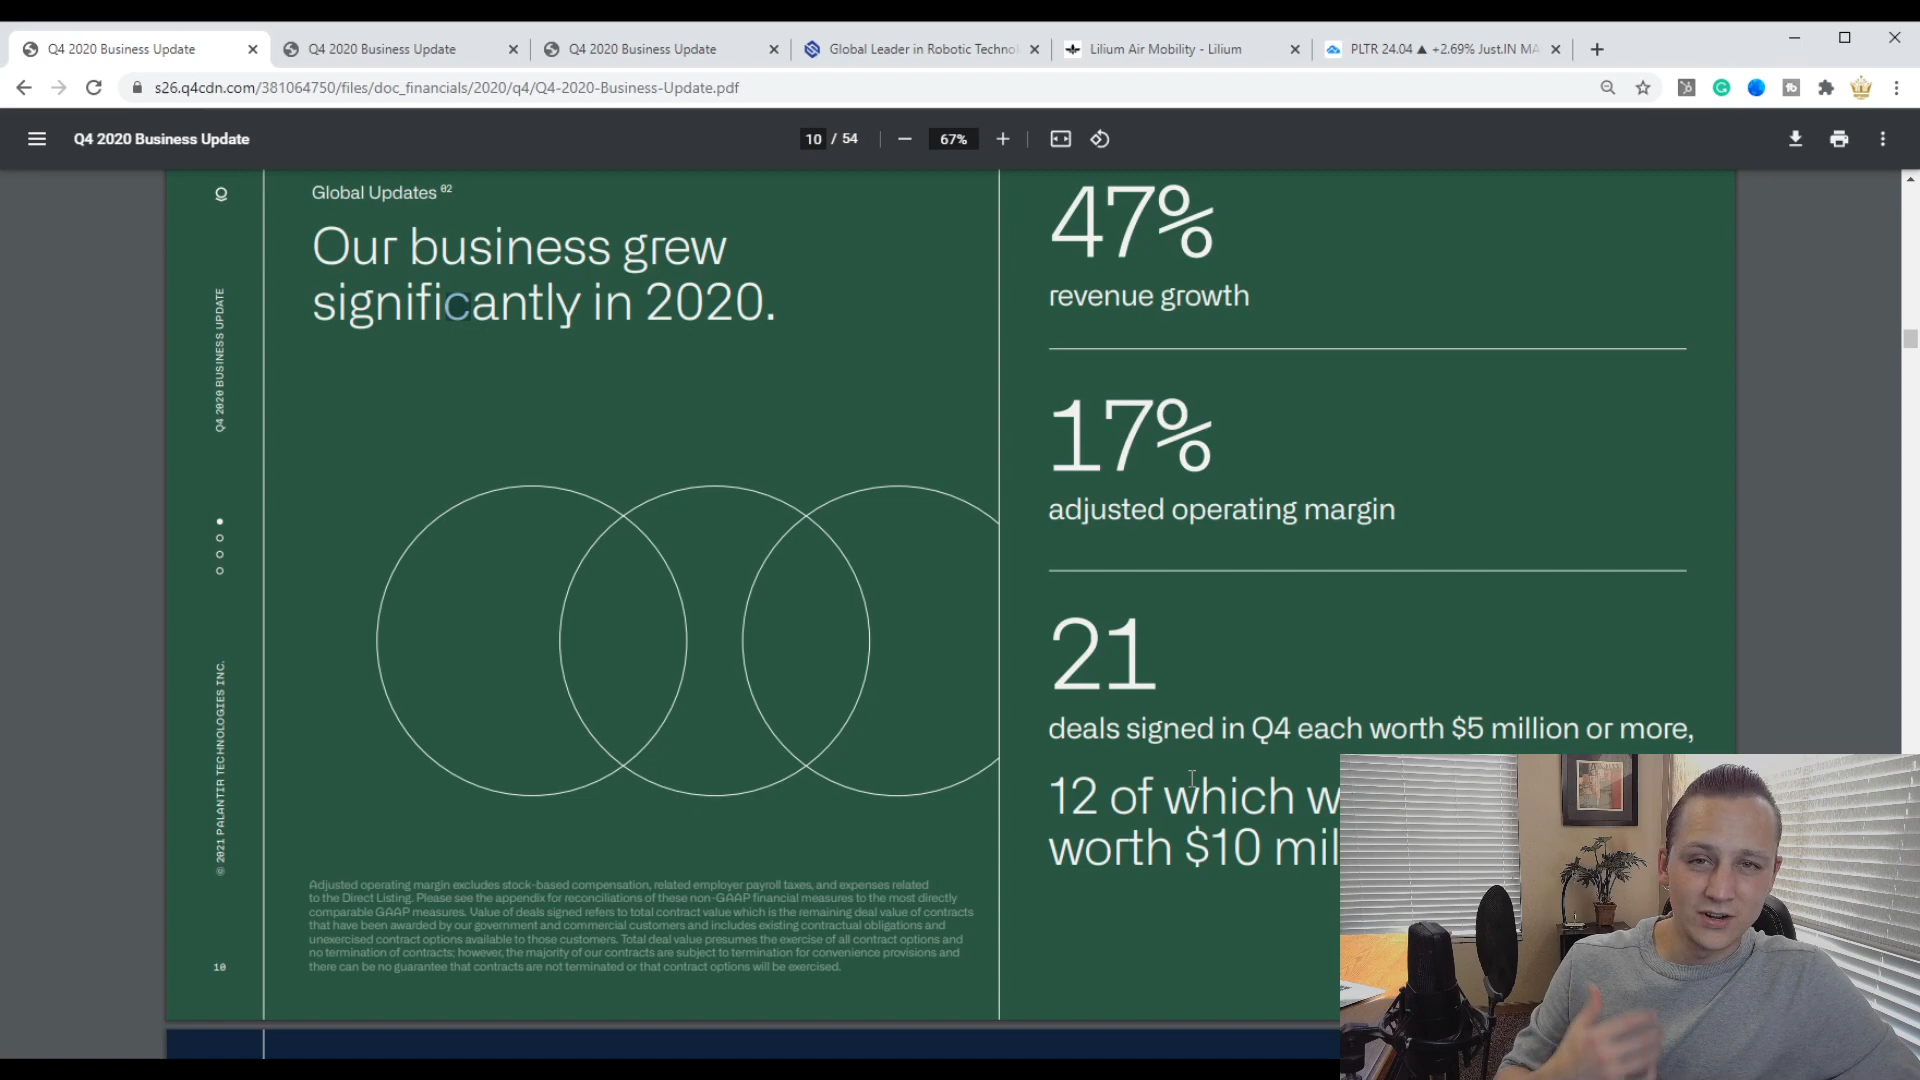 Q4 2020 Business Update
Q4 2020 Business Update
Q4 2020 Business Update
Global Leader in Robotic Technol
Lilium Air Mobility - Lilium
PLTR 24.04 ▲ +2.69% Just.IN MA
s26.q4cdn.com/381064750/files/doc_financials/2020/q4/Q4-2020-Business-Update.pdf
Q4 2020 Business Update
10 / 54
67%
Q4 2020 BUSINESS UPDATE
© 2021 PALANTIR TECHNOLOGIES INC.
10
Global Updates 02
Our business grew
significantly in 2020.
Adjusted operating margin excludes stock-based compensation, related employer payroll taxes, and expenses related
to the Direct Listing. Please see the appendix for reconciliations of these non-GAAP financial measures to the most directly
comparable GAAP measures. Value of deals signed refers to total contract value which is the remaining deal value of contracts
that have been awarded by our government and commercial customers and includes existing contractual obligations and
unexercised contract options available to those customers. Total deal value presumes the exercise of all contract options and
no termination of contracts; however, the majority of our contracts are subject to termination for convenience provisions and
there can be no guarantee that contracts are not terminated or that contract options will be exercised.
47%
revenue growth
17%
adjusted operating margin
21
deals signed in Q4 each worth $5 million or more,
12 of which w
worth $10 mil